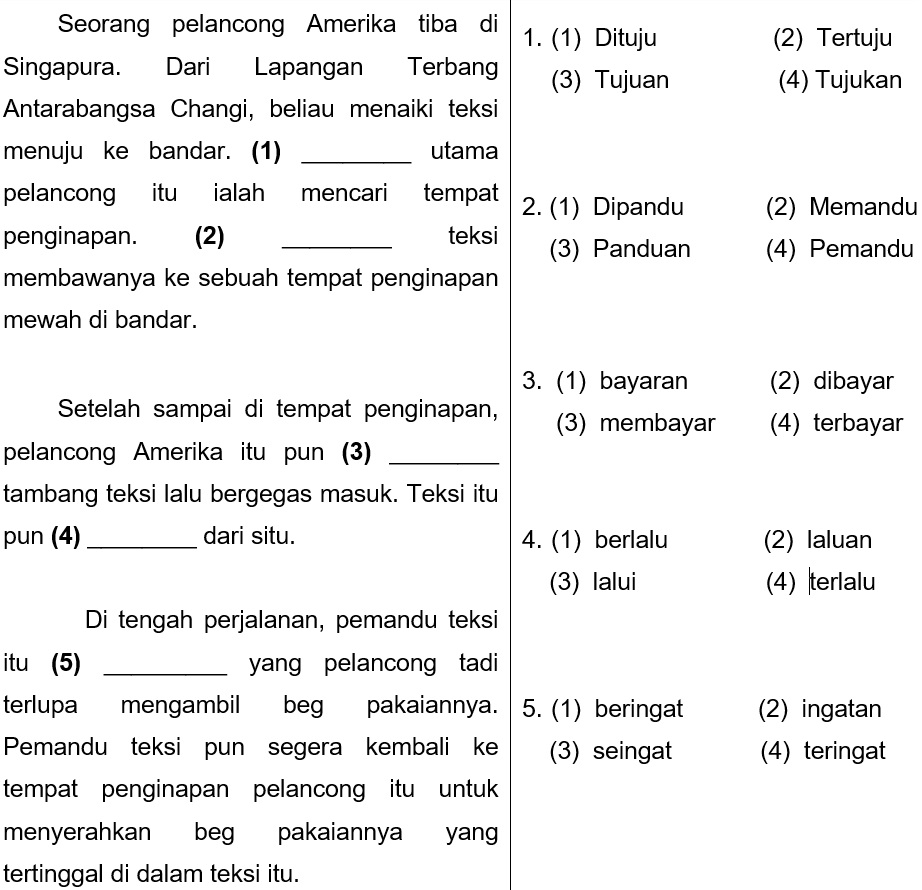 Seorang pelancong Amerika tiba di
Singapura. Dari Lapangan Terbang
Antarabangsa Changi, beliau menaiki teksi
menuju ke bandar. (1) ________ utama
pelancong itu ialah mencari tempat
penginapan. (2) ________ teksi
membawanya ke sebuah tempat penginapan
mewah di bandar.
Setelah sampai di tempat penginapan,
pelancong Amerika itu pun (3) ________
tambang teksi lalu bergegas masuk. Teksi itu
pun (4) ________ dari situ.
Di tengah perjalanan, pemandu teksi
itu (5) _________ yang pelancong tadi
terlupa mengambil beg pakaiannya.
Pemandu teksi pun segera kembali ke
tempat penginapan pelancong itu untuk
menyerahkan beg pakaiannya yang
tertinggal di dalam teksi itu.
1. (1) Dituju (2) Tertuju
(3) Tujuan (4) Tujukan
2. (1) Dipandu (2) Memandu
(3) Panduan (4) Pemandu
3. (1) bayaran (2) dibayar
(3) membayar (4) terbayar
4. (1) berlalu (2) laluan
(3) lalui (4) terlalu
5. (1) beringat (2) ingatan
(3) seingat (4) teringat